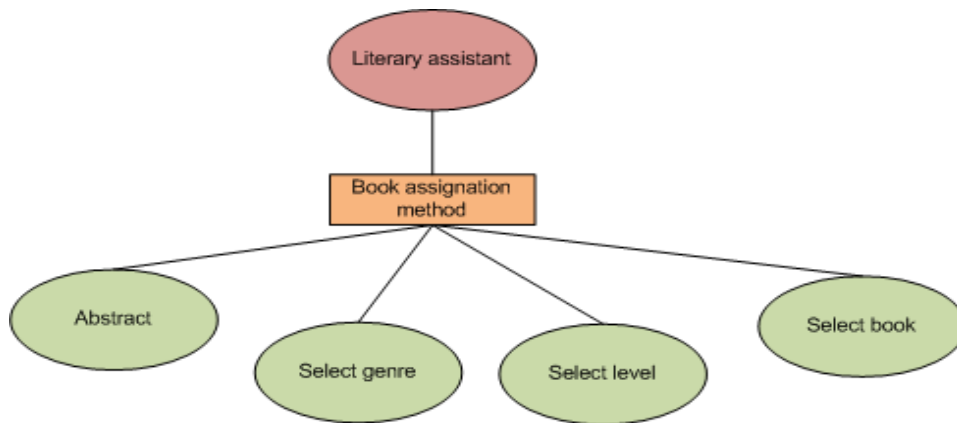 Literary assistant
Book assignation
method
Abstract
Select genre
Select level
Select book